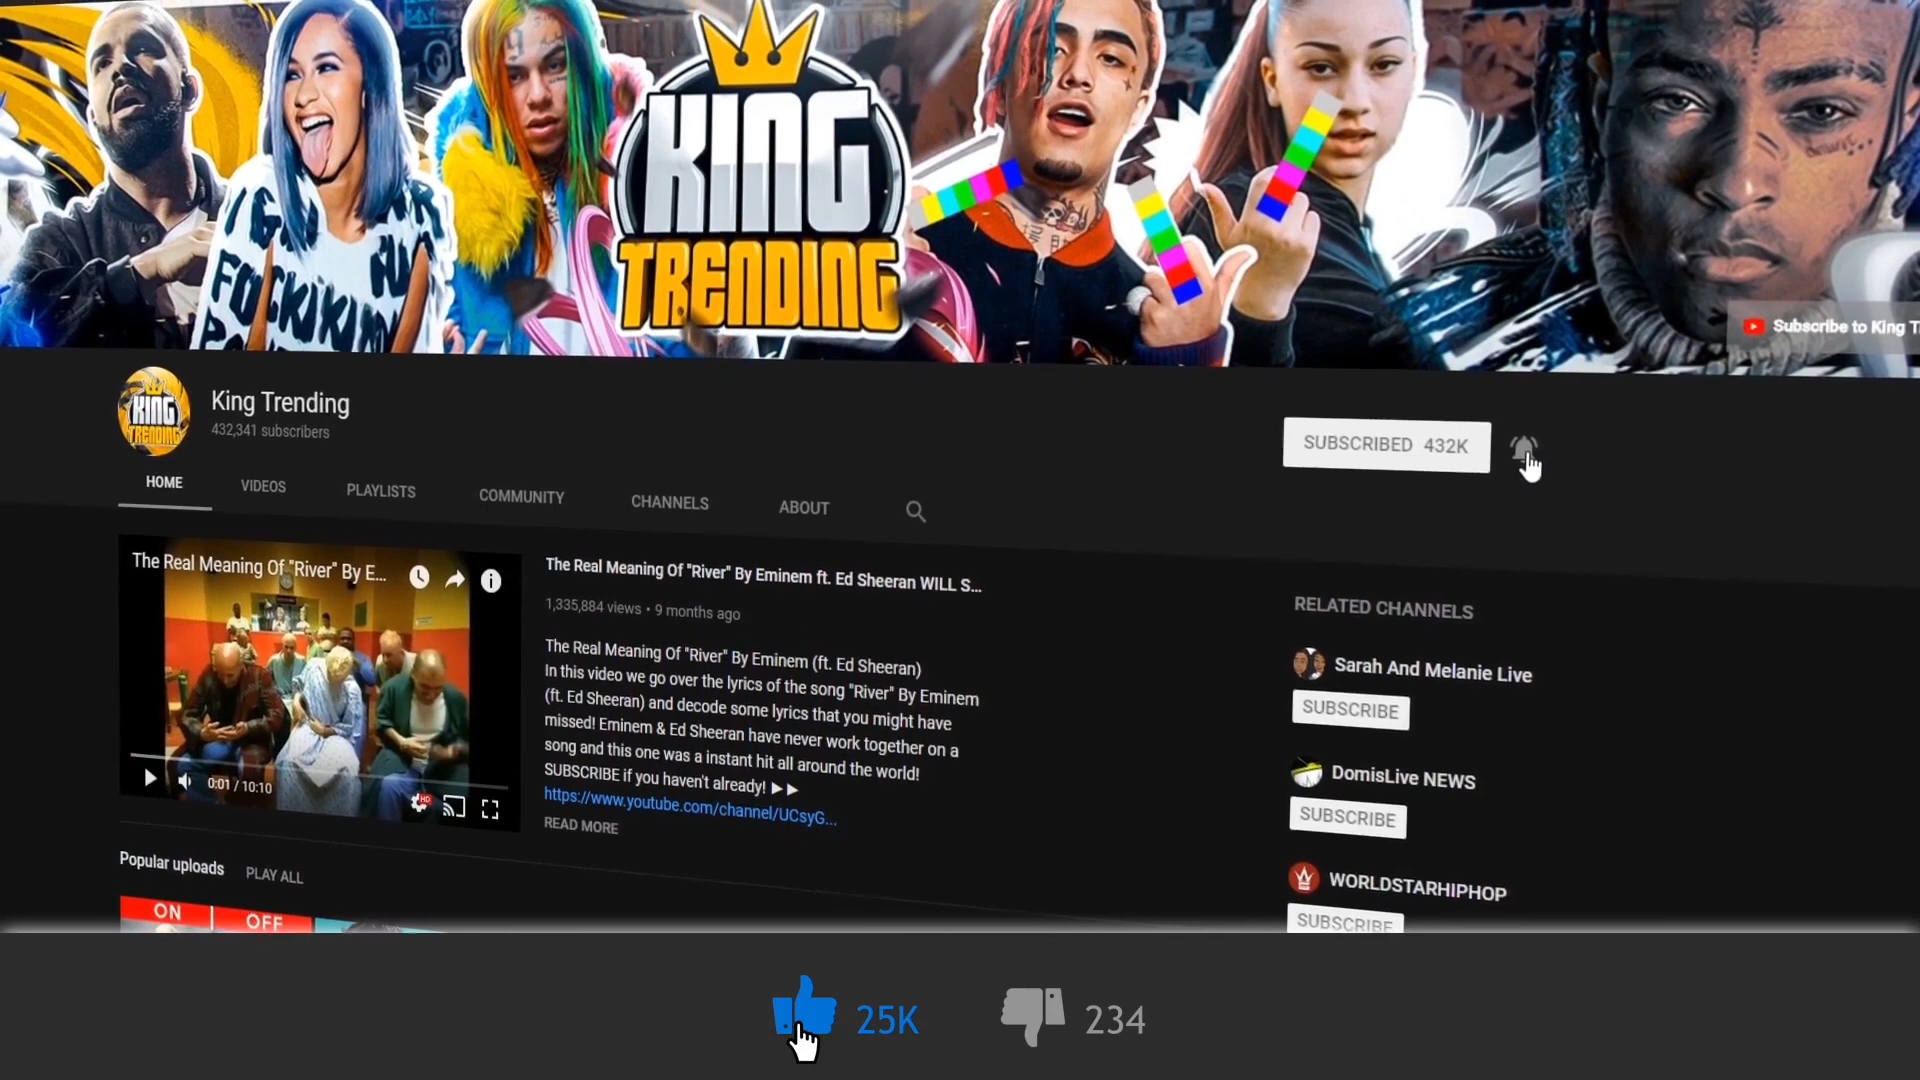 KING
TRENDING
Subscribe to King T
KING
TRENDING
King Trending
432,341 subscribers
SUBSCRIBED 432K
HOME VIDEOS PLAYLISTS COMMUNITY CHANNELS ABOUT
The Real Meaning Of "River" By E...
0:01 / 10:10
HD
The Real Meaning Of "River" By Eminem ft. Ed Sheeran WILL S...
1,335,884 views • 9 months ago
The Real Meaning Of "River" By Eminem (ft. Ed Sheeran)
In this video we go over the lyrics of the song "River" By Eminem
(ft. Ed Sheeran) and decode some lyrics that you might have
missed! Eminem & Ed Sheeran have never work together on a
song and this one was a instant hit all around the world!
SUBSCRIBE if you haven't already! ►►
https://www.youtube.com/channel/UCsyG...
READ MORE
RELATED CHANNELS
Sarah And Melanie Live
SUBSCRIBE
DomisLive NEWS
SUBSCRIBE
WORLDSTARHIPHOP
SUBSCRIBE
Popular uploads PLAY ALL
ON OFF
25K 234